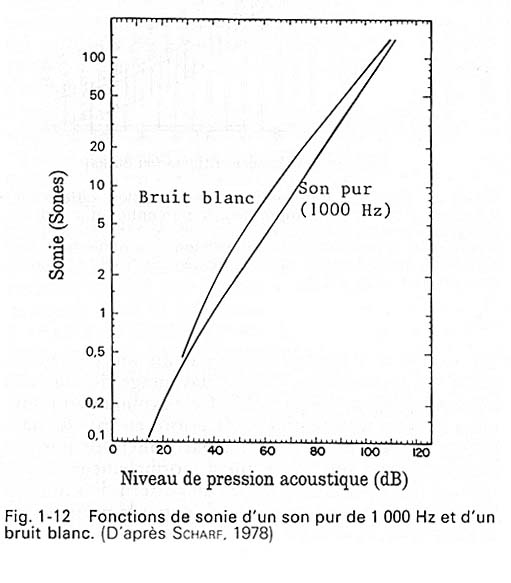 100
50
20
10
5
2
1
0,5
0,2
0,1
Sonie (Sones)
Bruit blanc
Son pur
(1000 Hz)
0 20 40 60 80 100 120
Niveau de pression acoustique (dB)
Fig. 1-12 Fonctions de sonie d'un son pur de 1 000 Hz et d'un
bruit blanc. (D'après SCHARF, 1978)